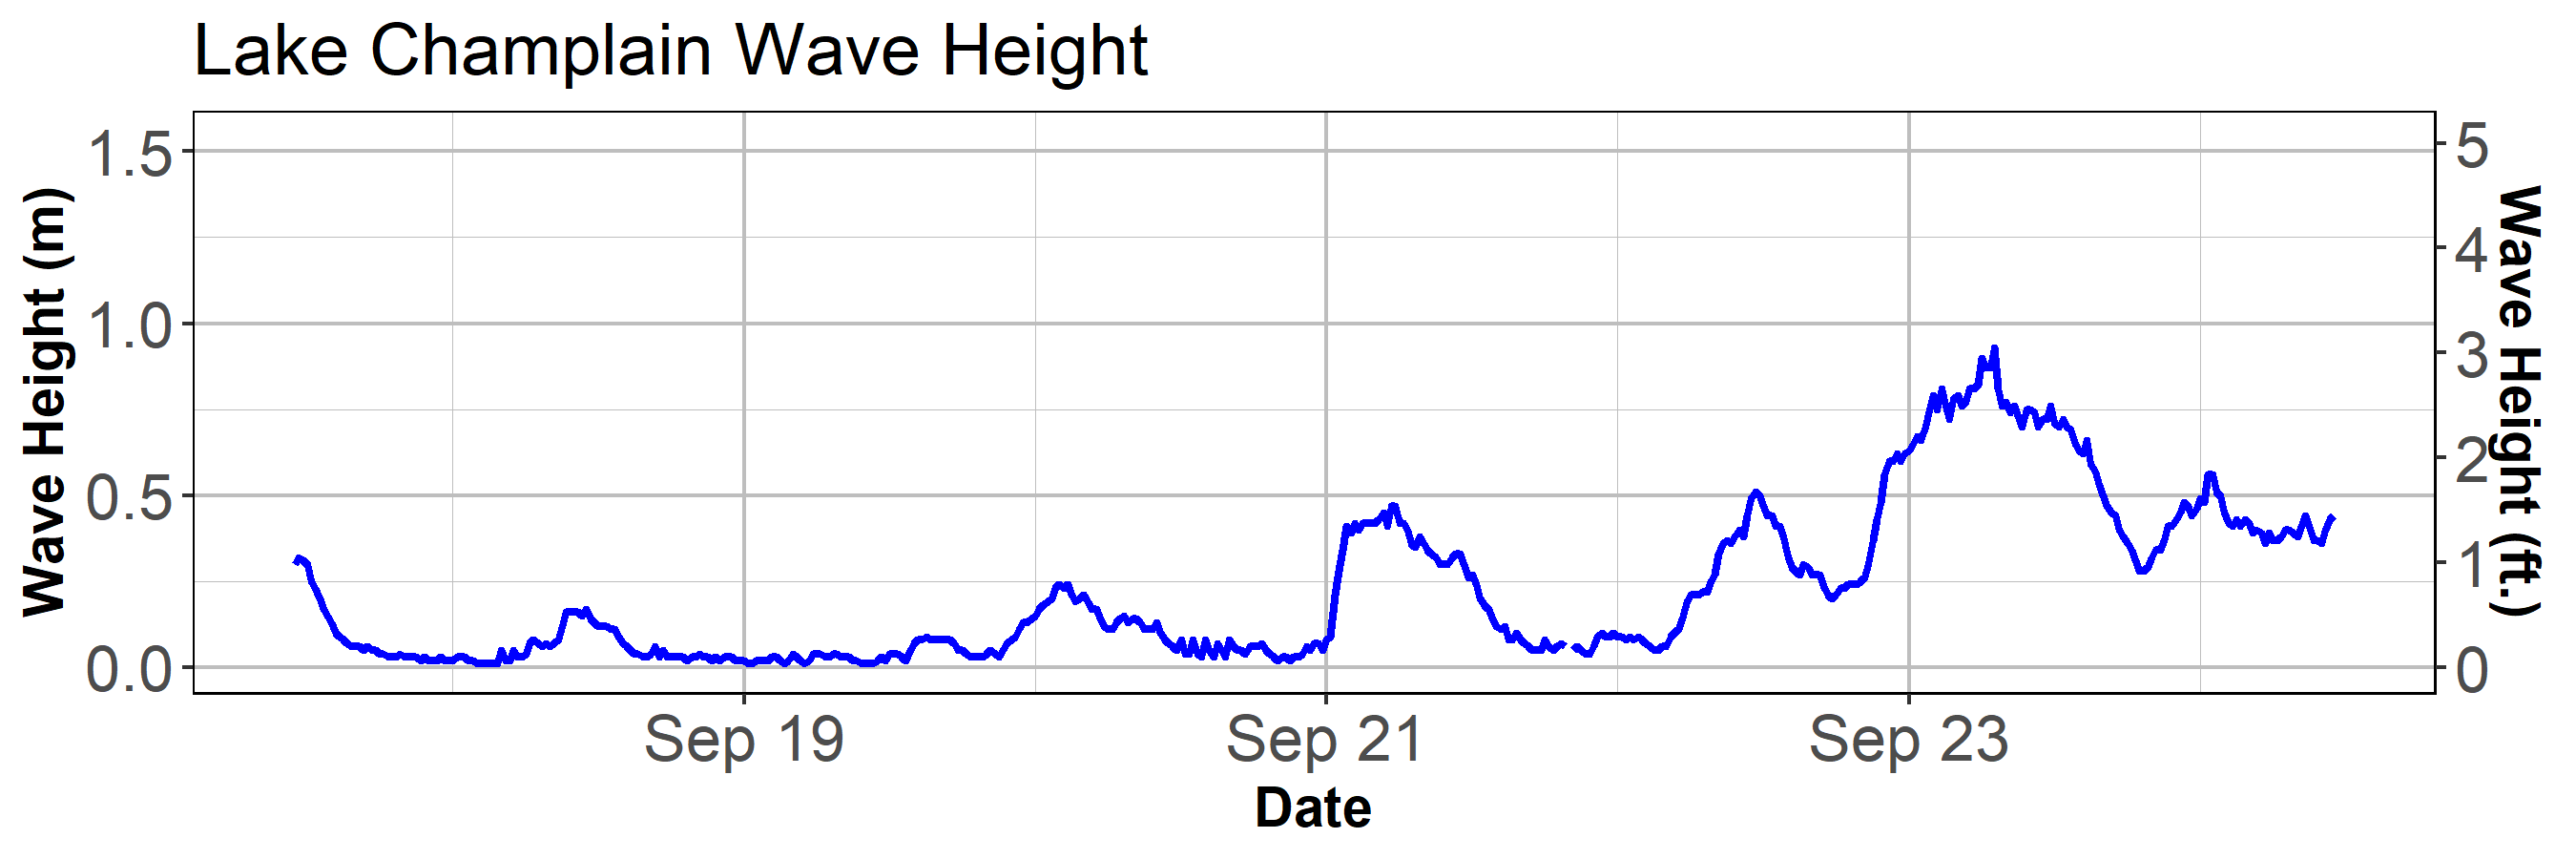 Lake Champlain Wave Height
Wave Height (m)
1.5
1.0
0.5
0.0
5
4
3
2
1
0
Wave Height (ft.)
Sep 19 Sep 21 Sep 23
Date